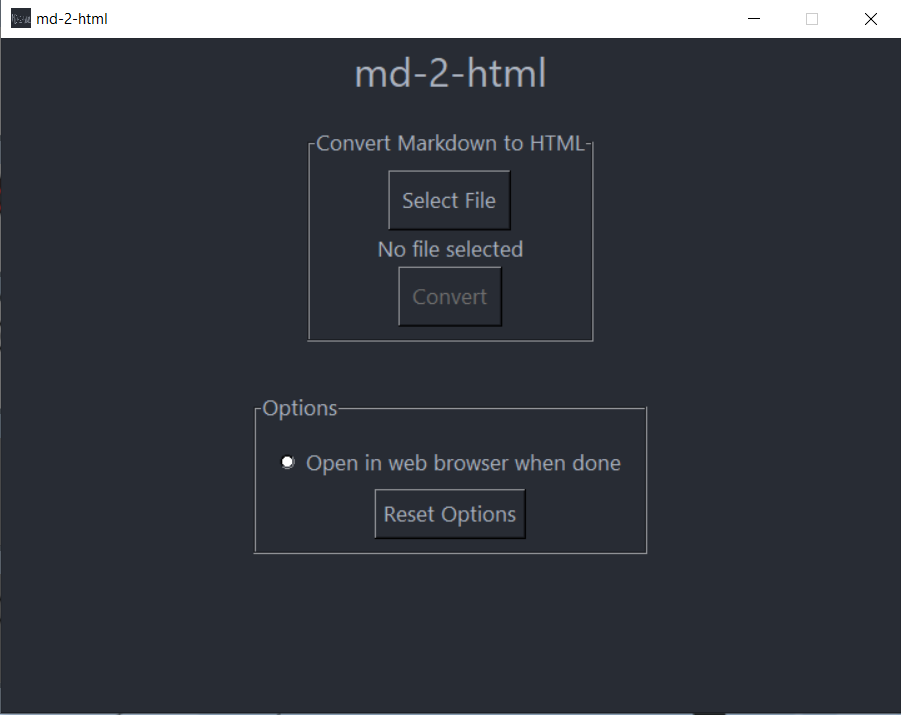 md-2-html
md-2-html
Convert Markdown to HTML
Select File
No file selected
Convert
Options
Open in web browser when done
Reset Options